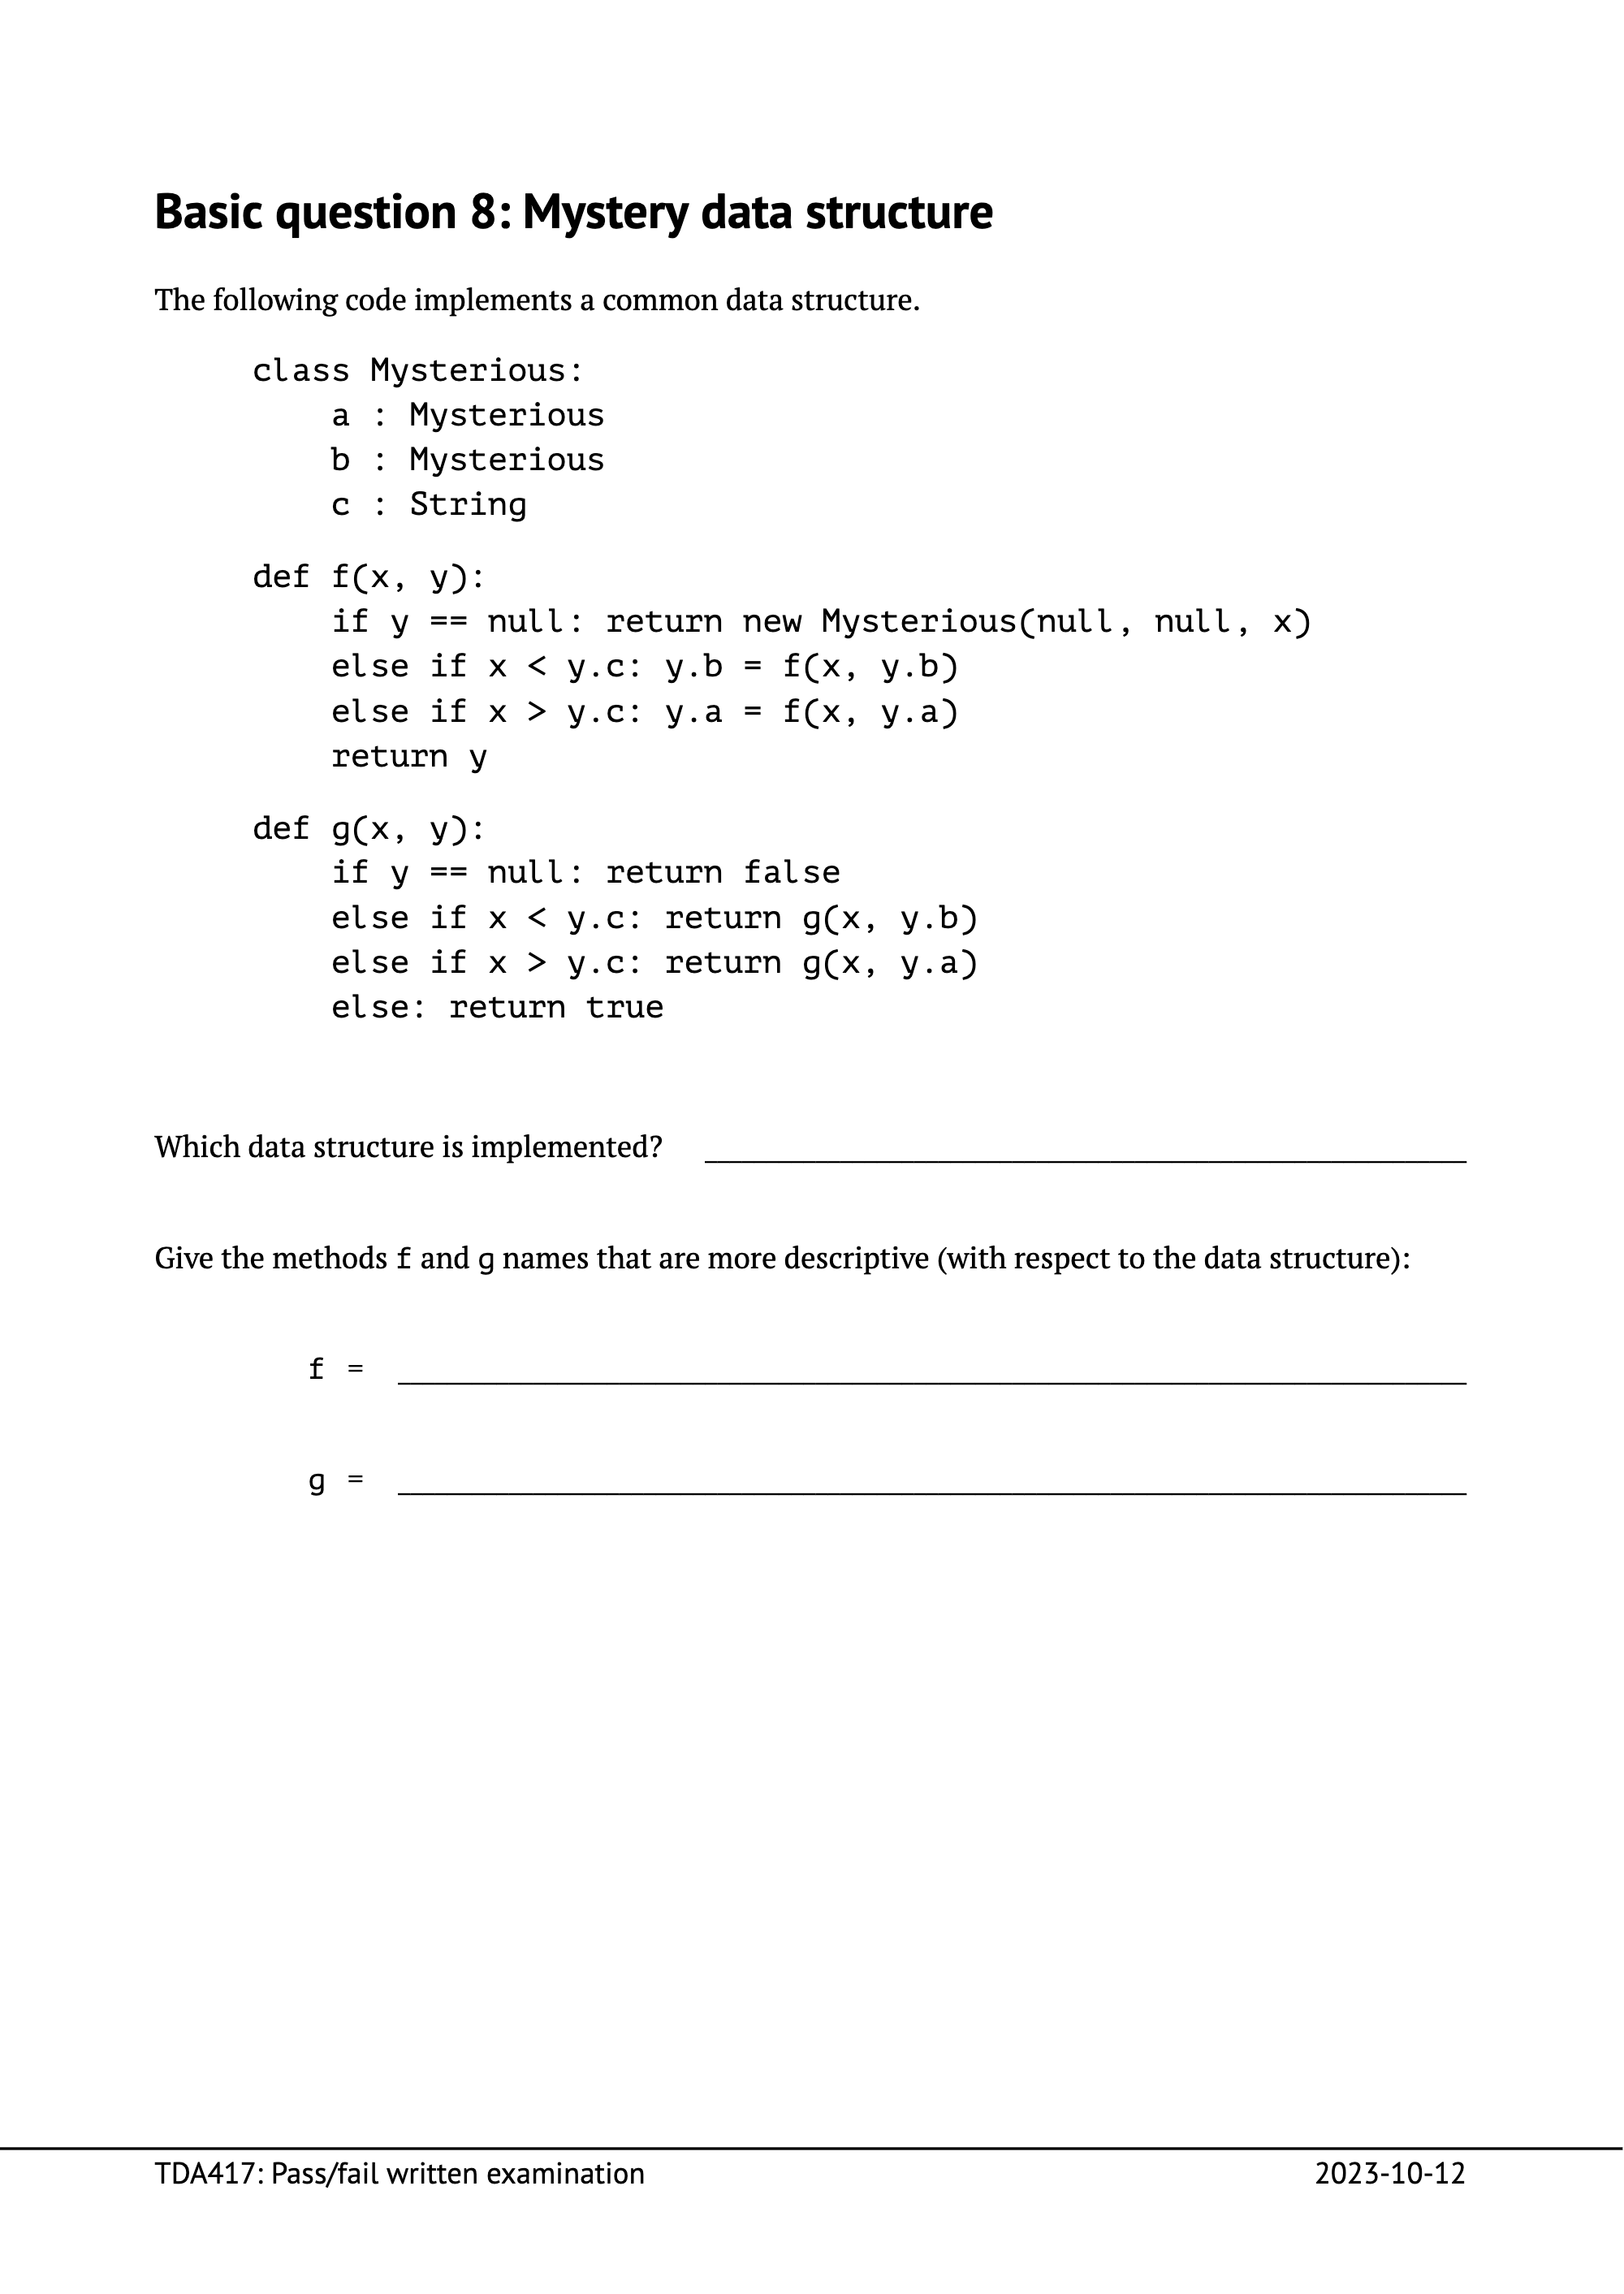 Basic question 8: Mystery data structure
The following code implements a common data structure.
class Mysterious:
    a : Mysterious
    b : Mysterious
    c : String
def f(x, y):
    if y == null: return new Mysterious(null, null, x)
    else if x < y.c: y.b = f(x, y.b)
    else if x > y.c: y.a = f(x, y.a)
    return y
def g(x, y):
    if y == null: return false
    else if x < y.c: return g(x, y.b)
    else if x > y.c: return g(x, y.a)
    else: return true
Which data structure is implemented?
Give the methods f and g names that are more descriptive (with respect to the data structure):
f =
g =
TDA417: Pass/fail written examination 2023-10-12